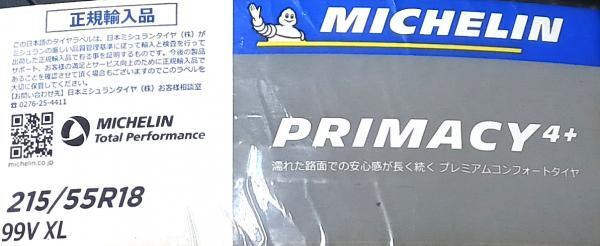 正規輸入品
この日本語のタイヤラベルは、日本ミシュランタイヤ（株）が
ミシュランの厳しい品質管理基準に従って輸入と検査を行って
出荷した正規輸入品で有る事を証明するものです。今後の製品
サポート、お客様の満足とサービス向上のために正規輸入品で
あることを確認させて頂く場合もございますのでこのラベルを
大切に保管してください。
【お問い合わせ先】日本ミシュランタイヤ（株）お客様相談室
☎ 0276-25-4411
michelin.co.jp
MICHELIN
Total Performance
215/55R18
99V XL
MICHELIN
PRIMACY4+
濡れた路面での安心感が長く続く プレミアムコンフォートタイヤ